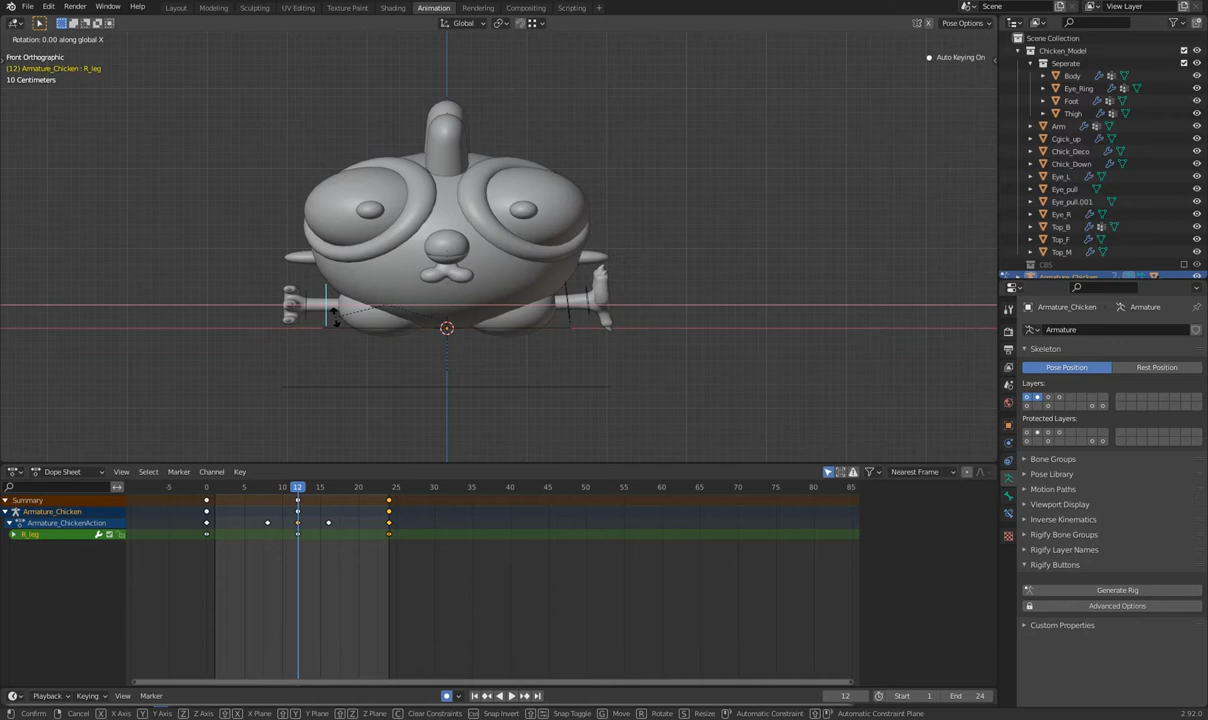 File Edit Render Window Help Layout Modeling Sculpting UV Editing Texture Paint Shading Animation Rendering Compositing Scripting + Scene View Layer
Global Pose Options
Rotation: 0.00 along global X
Front Orthographic
(12) Armature_Chicken : R_leg
10 Centimeters
Auto Keying On
Scene Collection
Chicken_Model
Seperate
Body
Eye_Ring
Foot
Thigh
Arm
Cgick_up
Chick_Deco
Chick_Down
Eye_L
Eye_pull
Eye_pull.001
Eye_R
Top_B
Top_F
Top_M
CBS
Armature_Chicken
Armature_Chicken Armature
Armature
Skeleton
Pose Position Rest Position
Layers:
Protected Layers:
Bone Groups
Pose Library
Motion Paths
Viewport Display
Inverse Kinematics
Rigify Bone Groups
Rigify Layer Names
Rigify Buttons
Generate Rig
Advanced Options
Custom Properties
Dope Sheet View Select Marker Channel Key Nearest Frame
-5 0 5 10 12 15 20 25 30 35 40 45 50 55 60 65 70 75 80 85
Summary
Armature_Chicken
Armature_ChickenAction
R_leg
Playback Keying View Marker 12 Start 1 End 24
Confirm Cancel X X Axis Y Y Axis Z Z Axis X X Plane Y Y Plane Z Z Plane C Clear Constraints Snap Invert Snap Toggle G Move R Rotate S Resize Automatic Constraint Automatic Constraint Plane 2.92.0